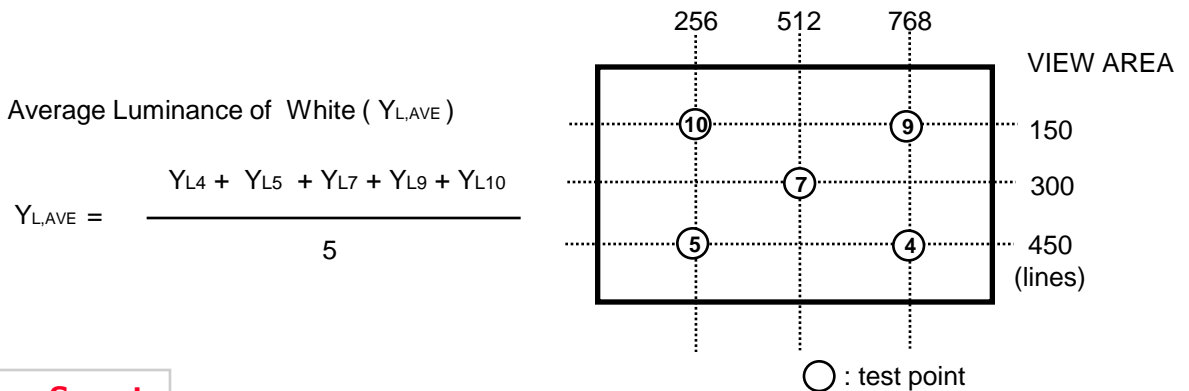 256 512 768
VIEW AREA
Average Luminance of White ( YL,AVE )
10 9 150
YL4 + YL5 + YL7 + YL9 + YL10
7 300
YL,AVE =
5
5 4 450
(lines)
: test point